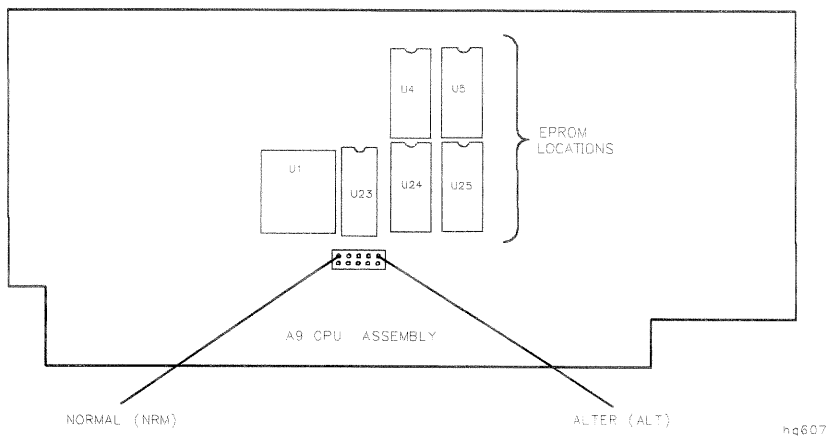 U4
U5
EPROM
LOCATIONS
U1
U23
U24
U25
A9 CPU ASSEMBLY
NORMAL (NRM)
ALTER (ALT)
hg607